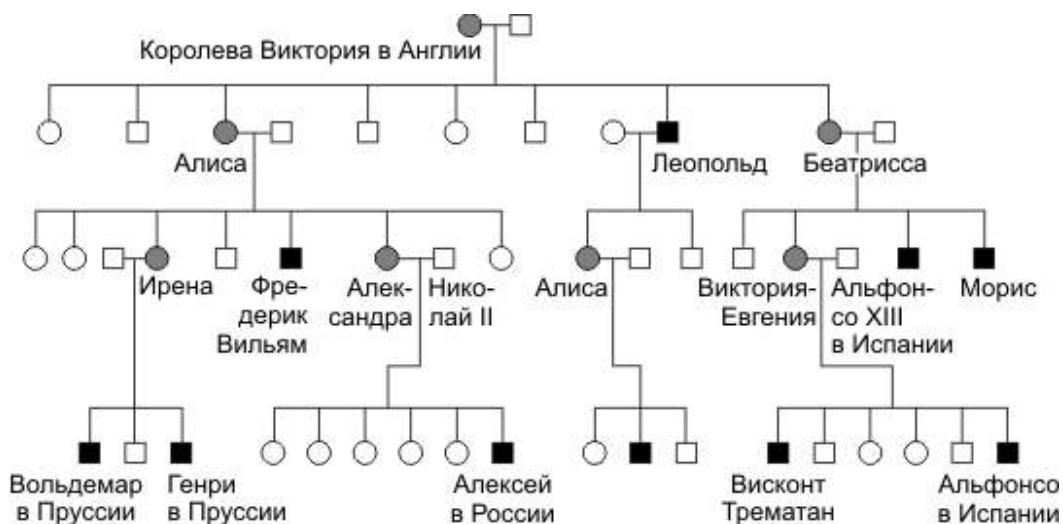 Королева Виктория в Англии
Алиса
Леопольд
Беатрисса
Ирена
Фре-
дерик
Вильям
Алек-
сандра
Нико-
лай II
Алиса
Виктория-
Евгения
Альфон-
со XIII
в Испании
Морис
Вольдемар
в Пруссии
Генри
в Пруссии
Алексей
в России
Висконт
Трематан
Альфонсо
в Испании